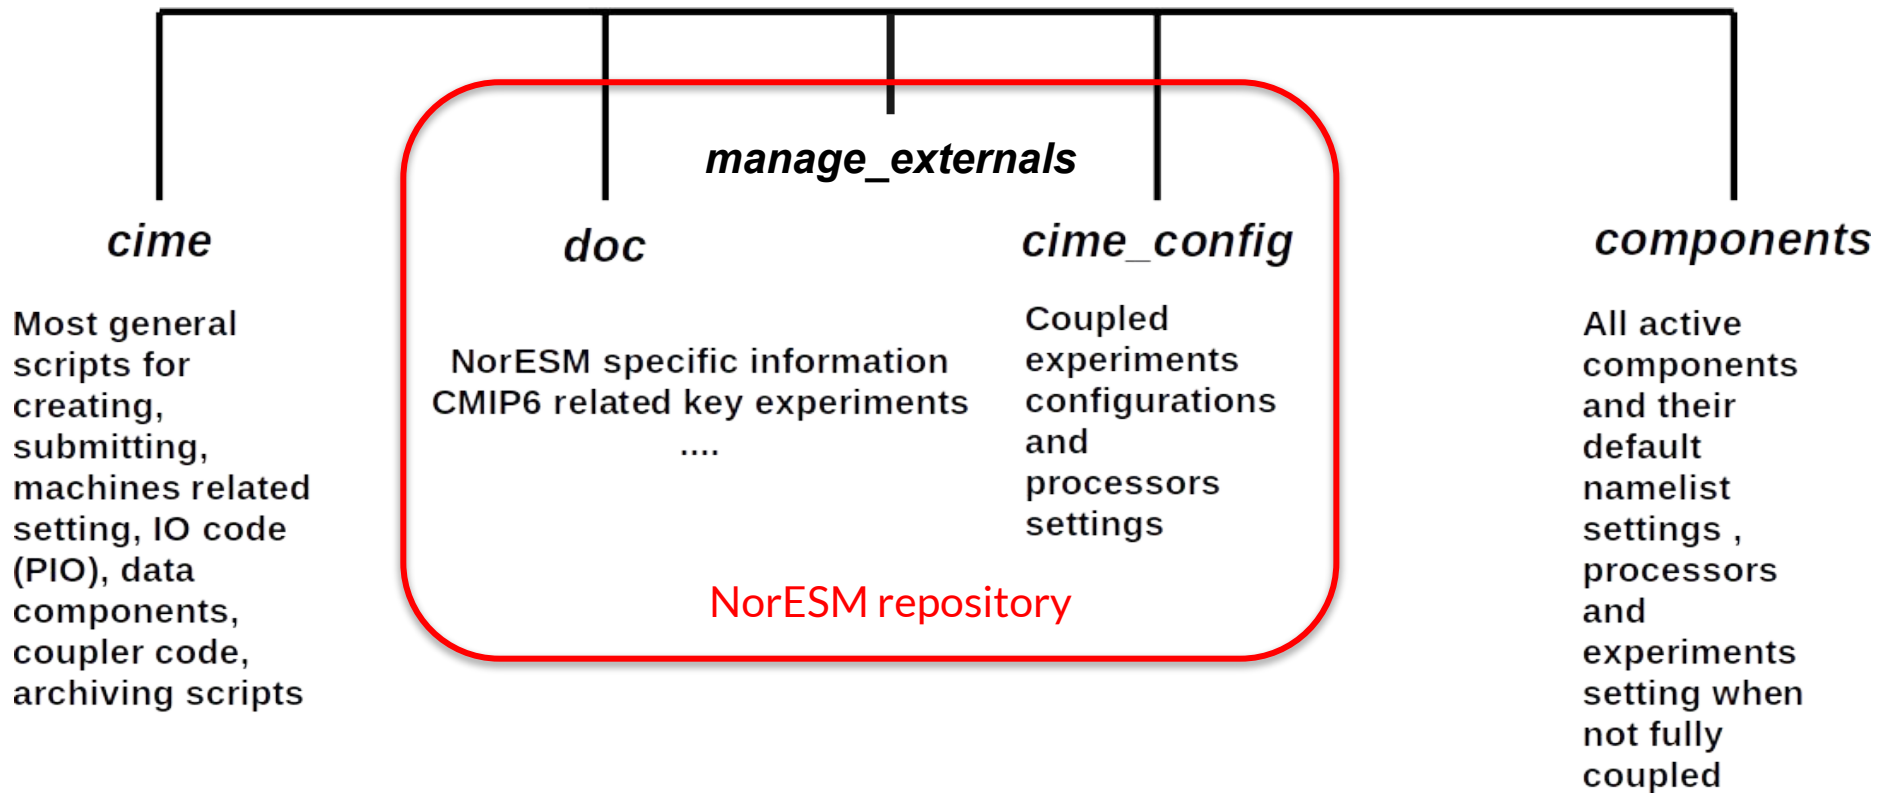 manage_externals
cime
Most general
scripts for
creating,
submitting,
machines related
setting, IO code
(PIO), data
components,
coupler code,
archiving scripts
doc
NorESM specific information
CMIP6 related key experiments
....
cime_config
Coupled
experiments
configurations
and
processors
settings
NorESM repository
components
All active
components
and their
default
namelist
settings ,
processors
and
experiments
setting when
not fully
coupled